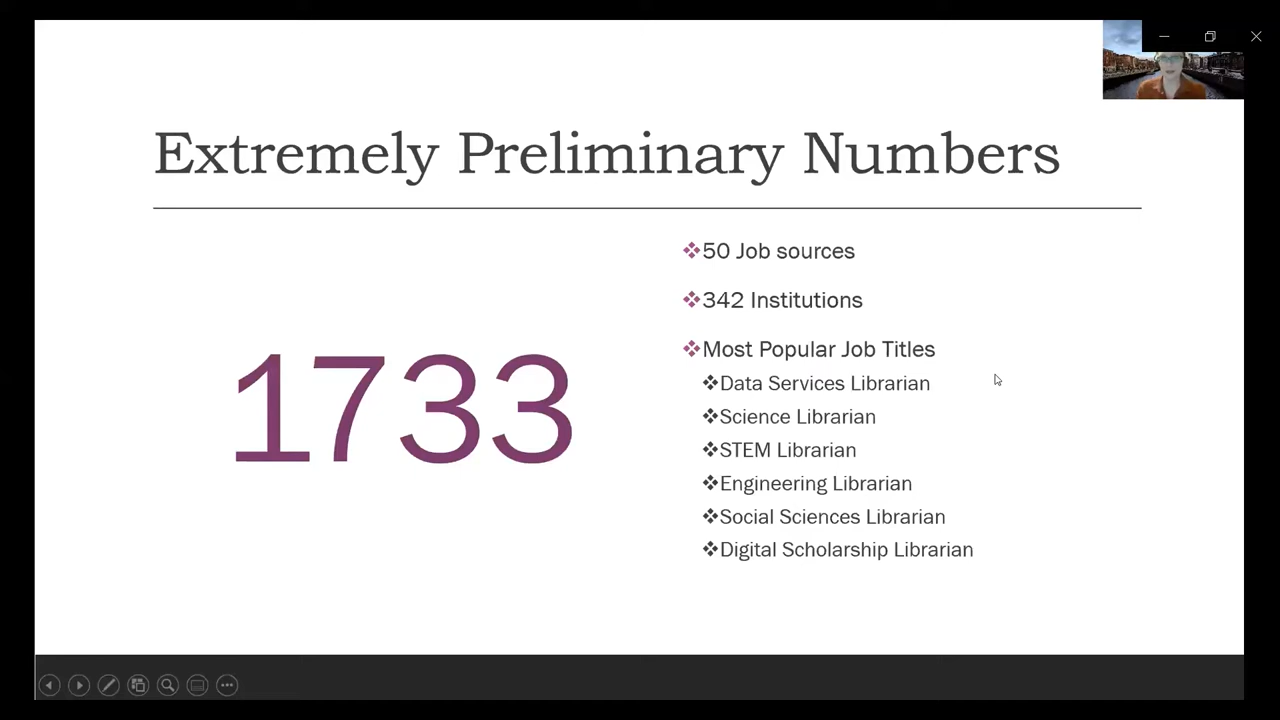 Extremely Preliminary Numbers
1733
50 Job sources
342 Institutions
Most Popular Job Titles
Data Services Librarian
Science Librarian
STEM Librarian
Engineering Librarian
Social Sciences Librarian
Digital Scholarship Librarian